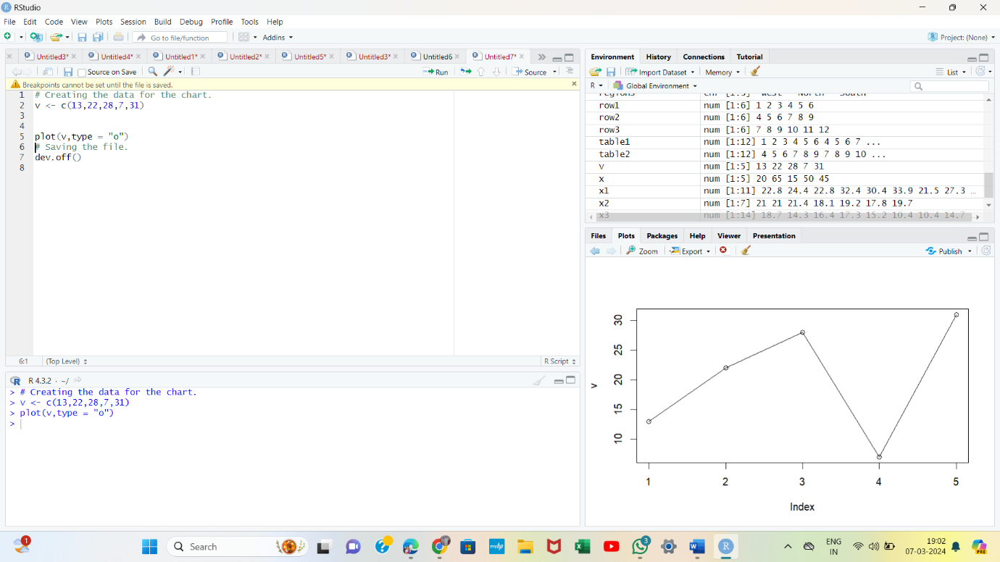 RStudio
File Edit Code View Plots Session Build Debug Profile Tools Help
Go to file/function Addins Project: (None)
Untitled3* Untitled4* Untitled1* Untitled2* Untitled5* Untitled3* Untitled6 Untitled7*
Source on Save Run Source
Breakpoints cannot be set until the file is saved.
1 # Creating the data for the chart.
2 v <- c(13,22,28,7,31)
3
4
5 plot(v,type = "o")
6 # Saving the file.
7 dev.off()
8
6:1 (Top Level) R Script
R 4.3.2 · ~/
> # Creating the data for the chart.
> v <- c(13,22,28,7,31)
> plot(v,type = "o")
>
Environment History Connections Tutorial
Import Dataset Memory List
R Global Environment
row1 num [1:6] 1 2 3 4 5 6
row2 num [1:6] 4 5 6 7 8 9
row3 num [1:6] 7 8 9 10 11 12
table1 num [1:12] 1 2 3 4 5 6 4 5 6 7 ...
table2 num [1:12] 4 5 6 7 8 9 7 8 9 10 ...
v num [1:5] 13 22 28 7 31
x num [1:5] 20 65 15 50 45
x1 num [1:11] 22.8 24.4 22.8 32.4 30.4 33.9 21.5 27.3 ...
x2 num [1:7] 21 21 21.4 18.1 19.2 17.8 19.7
x3 num [1:14] 18.7 14.3 16.4 17.3 15.2 10.4 10.4 14.7
Files Plots Packages Help Viewer Presentation
Zoom Export Publish
30
25
20
15
10
v
1 2 3 4 5
Index
1 Search 3 ENG 19:02
IN 07-03-2024
PRE